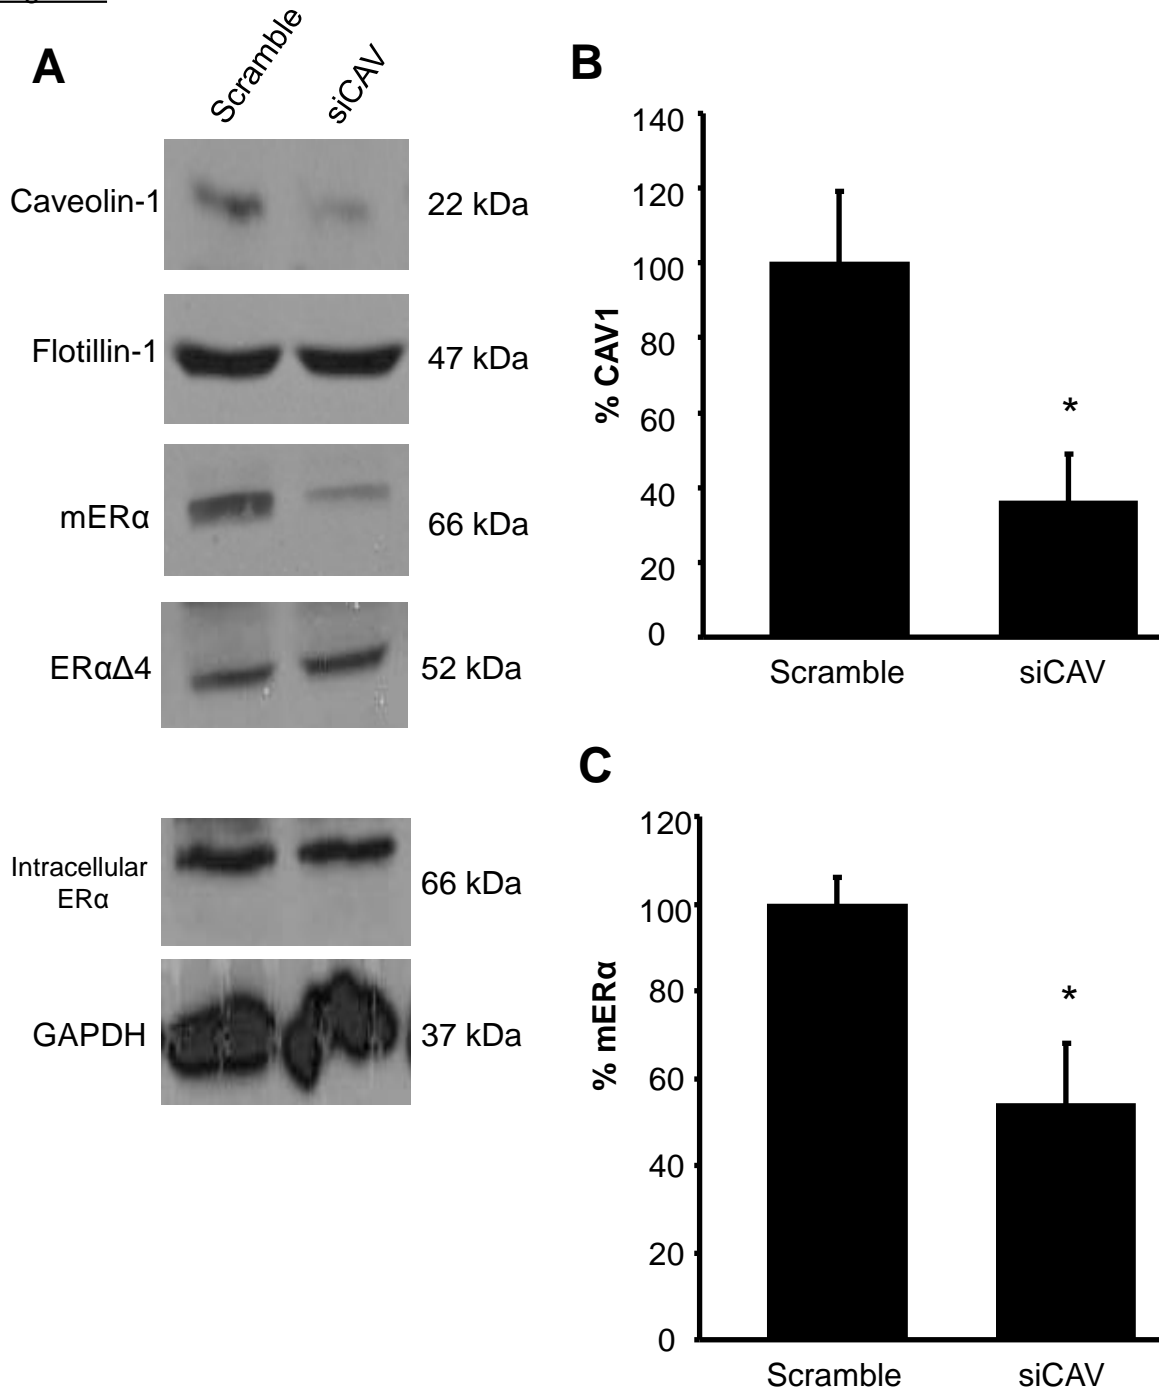 A
Scramble
siCAV
Caveolin-1
22 kDa
Flotillin-1
47 kDa
mERα
66 kDa
ERαΔ4
52 kDa
Intracellular
ERα
66 kDa
GAPDH
37 kDa
B
% CAV1
140
120
100
80
60
40
20
0
*
Scramble
siCAV
C
% mERα
120
100
80
60
40
20
0
*
Scramble
siCAV